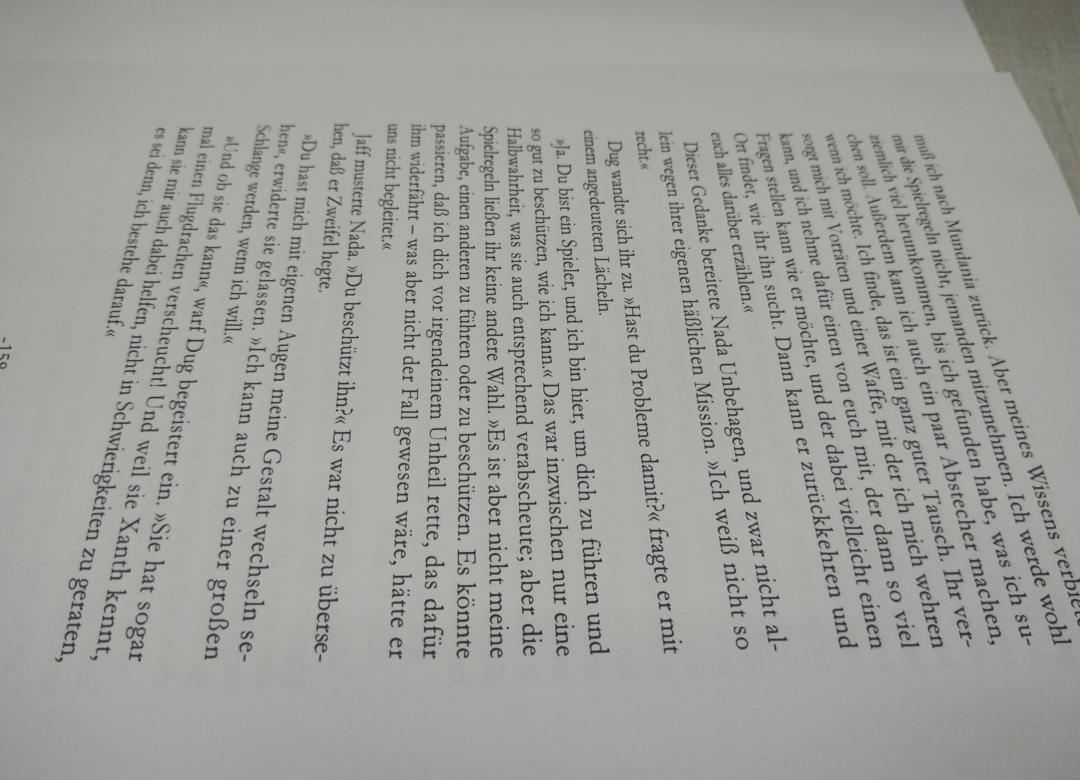 muß ich nach Mundania zurück. Aber meines Wissens verbiete
mir die Spielregeln nicht, jemanden mitzunehmen. Ich werde wohl
ziemlich viel herumkommen, bis ich gefunden habe, was ich su-
chen soll. Außerdem kann ich auch ein paar Abstecher machen,
wenn ich möchte. Ich finde, das ist ein ganz guter Tausch. Ihr ver-
sorgt mich mit Vorräten und einer Waffe, mit der ich mich wehren
kann, und ich nehme dafür einen von euch mit, der dann so viel
Fragen stellen kann wie er möchte, und der dabei vielleicht einen
Ort findet, wie ihr ihn sucht. Dann kann er zurückkehren und
euch alles darüber erzählen.«
Dieser Gedanke bereitete Nada Unbehagen, und zwar nicht al-
lein wegen ihrer eigenen häßlichen Mission. »Ich weiß nicht so
recht.«
Dug wandte sich ihr zu. »Hast du Probleme damit?« fragte er mit
einem angedeuteten Lächeln.
»Ja. Du bist ein Spieler, und ich bin hier, um dich zu führen und
so gut zu beschützen, wie ich kann.« Das war inzwischen nur eine
Halbwahrheit, was sie auch entsprechend verabscheute; aber die
Spielregeln ließen ihr keine andere Wahl. »Es ist aber nicht meine
Aufgabe, einen anderen zu führen oder zu beschützen. Es könnte
passieren, daß ich dich vor irgendeinem Unheil rette, das dafür
ihm widerfährt – was aber nicht der Fall gewesen wäre, hätte er
uns nicht begleitet.«
Jaff musterte Nada. »Du beschützt ihn?« Es war nicht zu überse-
hen, daß er Zweifel hegte.
»Du hast mich mit eigenen Augen meine Gestalt wechseln se-
hen«, erwiderte sie gelassen. »Ich kann auch zu einer großen
Schlange werden, wenn ich will.«
»Und ob sie das kann«, warf Dug begeistert ein. »Sie hat sogar
mal einen Flugdrachen verscheucht! Und weil sie Xanth kennt,
kann sie mir auch dabei helfen, nicht in Schwierigkeiten zu geraten,
es sei denn, ich bestehe darauf.«